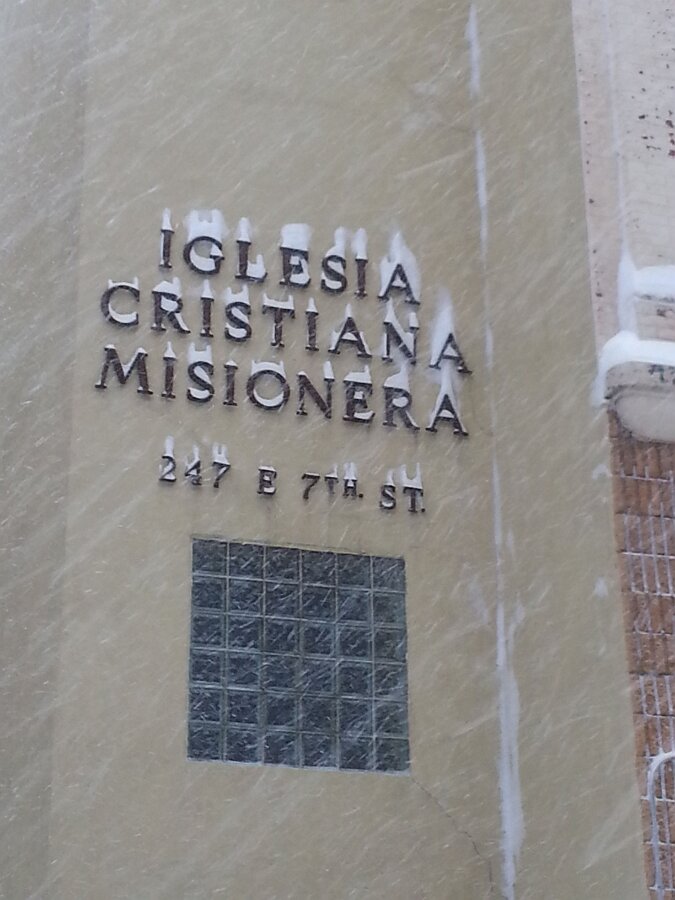 IGLESIA
CRISTIANA
MISIONERA
247 E 7TH. ST.